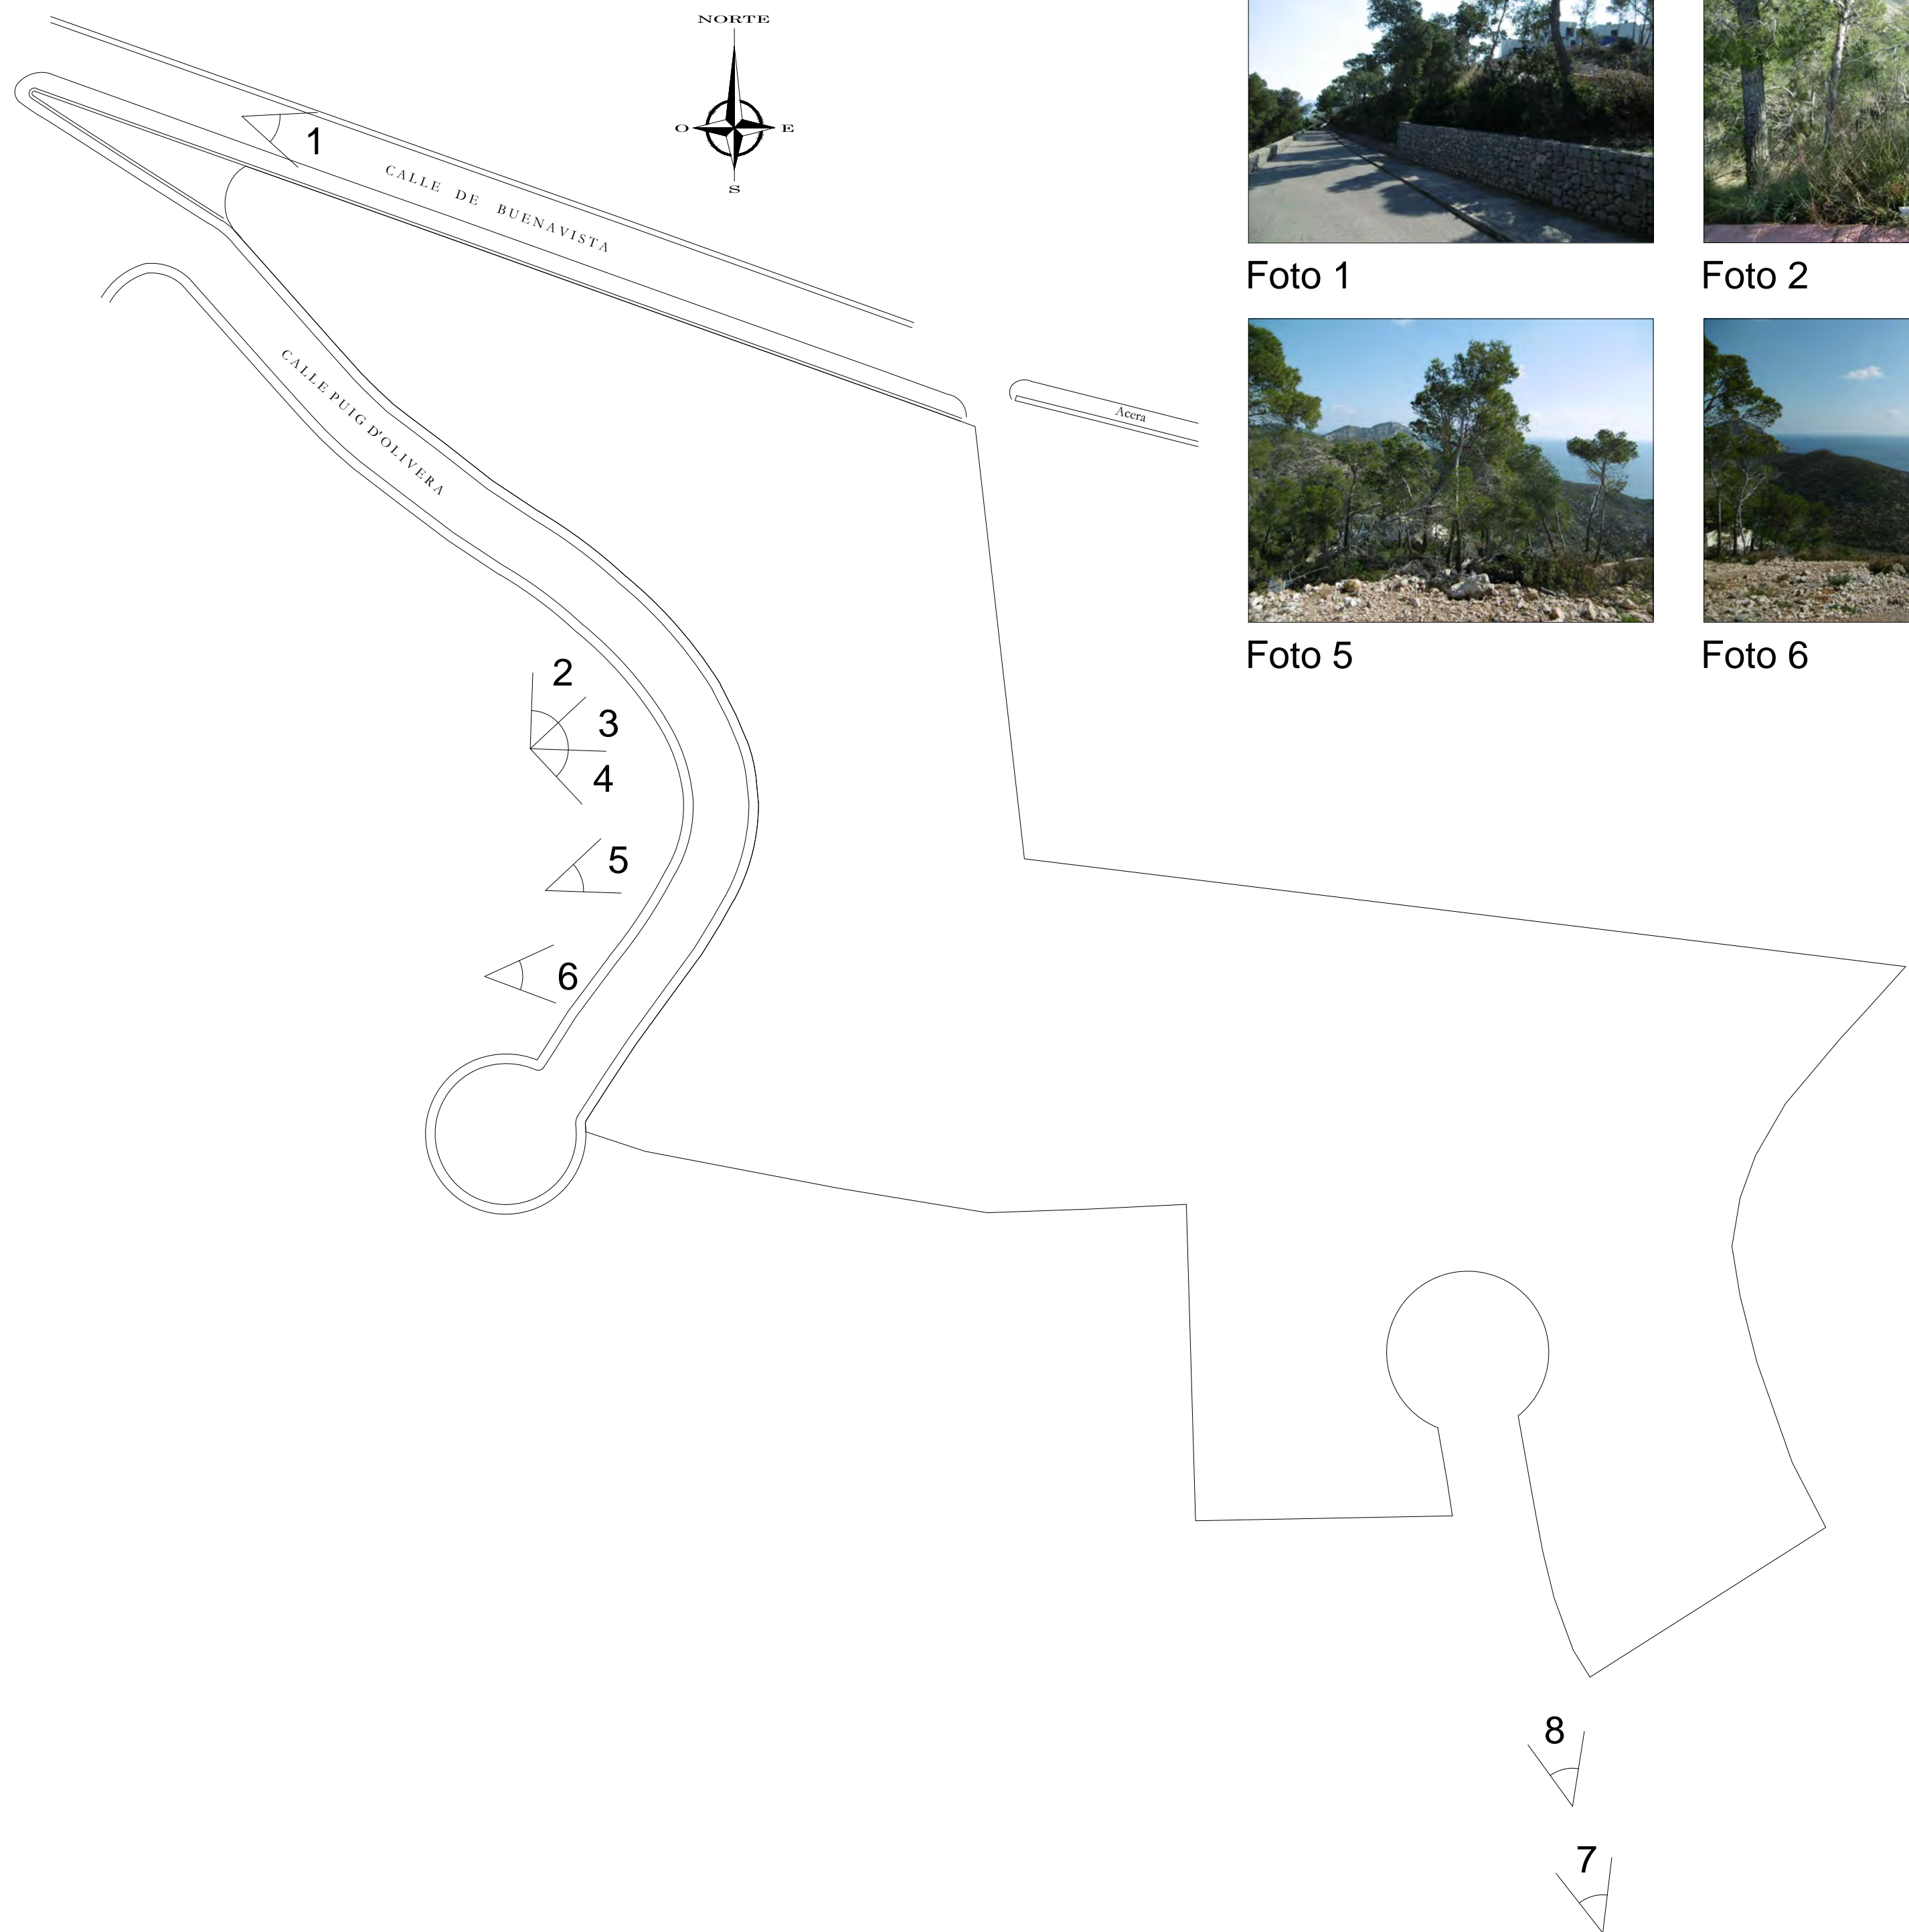 NORTE
O
E
S
1
CALLE DE BUENAVISTA
CALLE PUIG D'OLIVERA
Acera
Foto 1
Foto 2
Foto 5
Foto 6
2
3
4
5
6
8
7